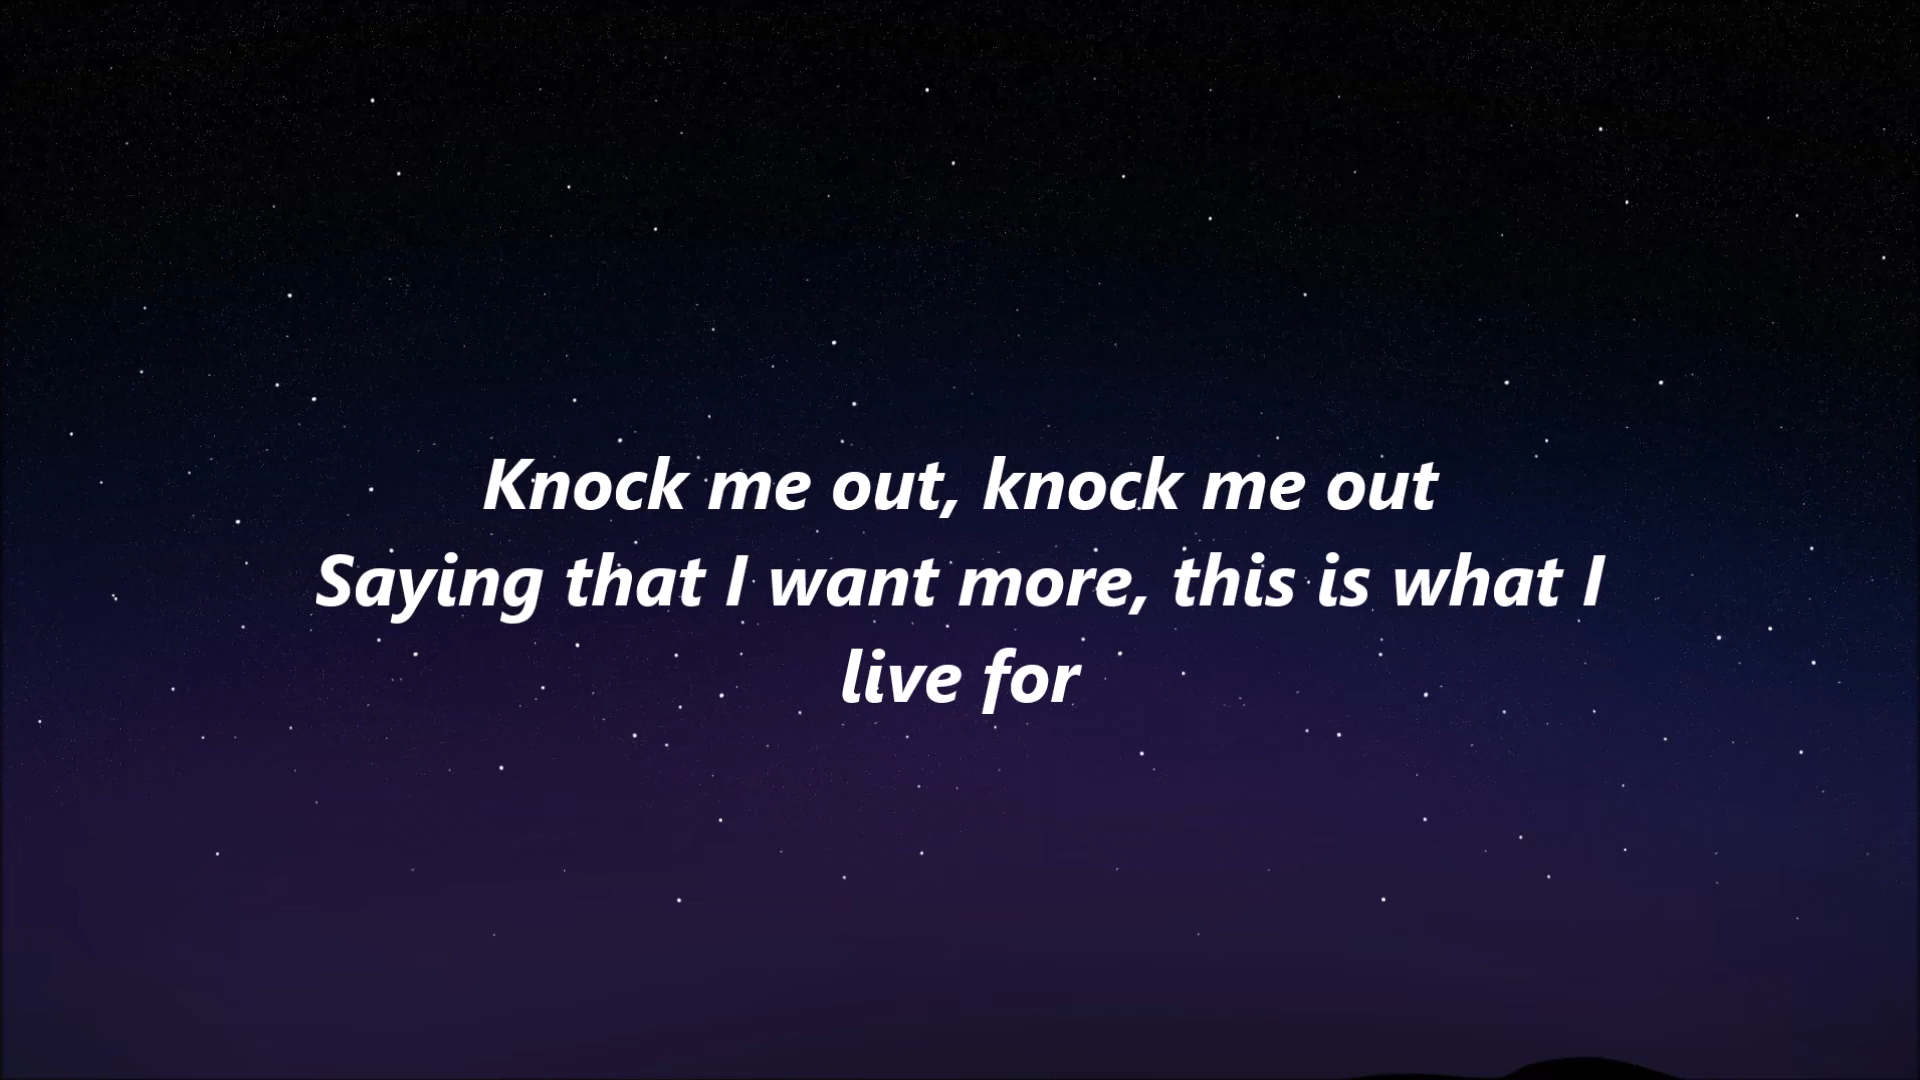 Knock me out, knock me out
Saying that I want more, this is what I
live for